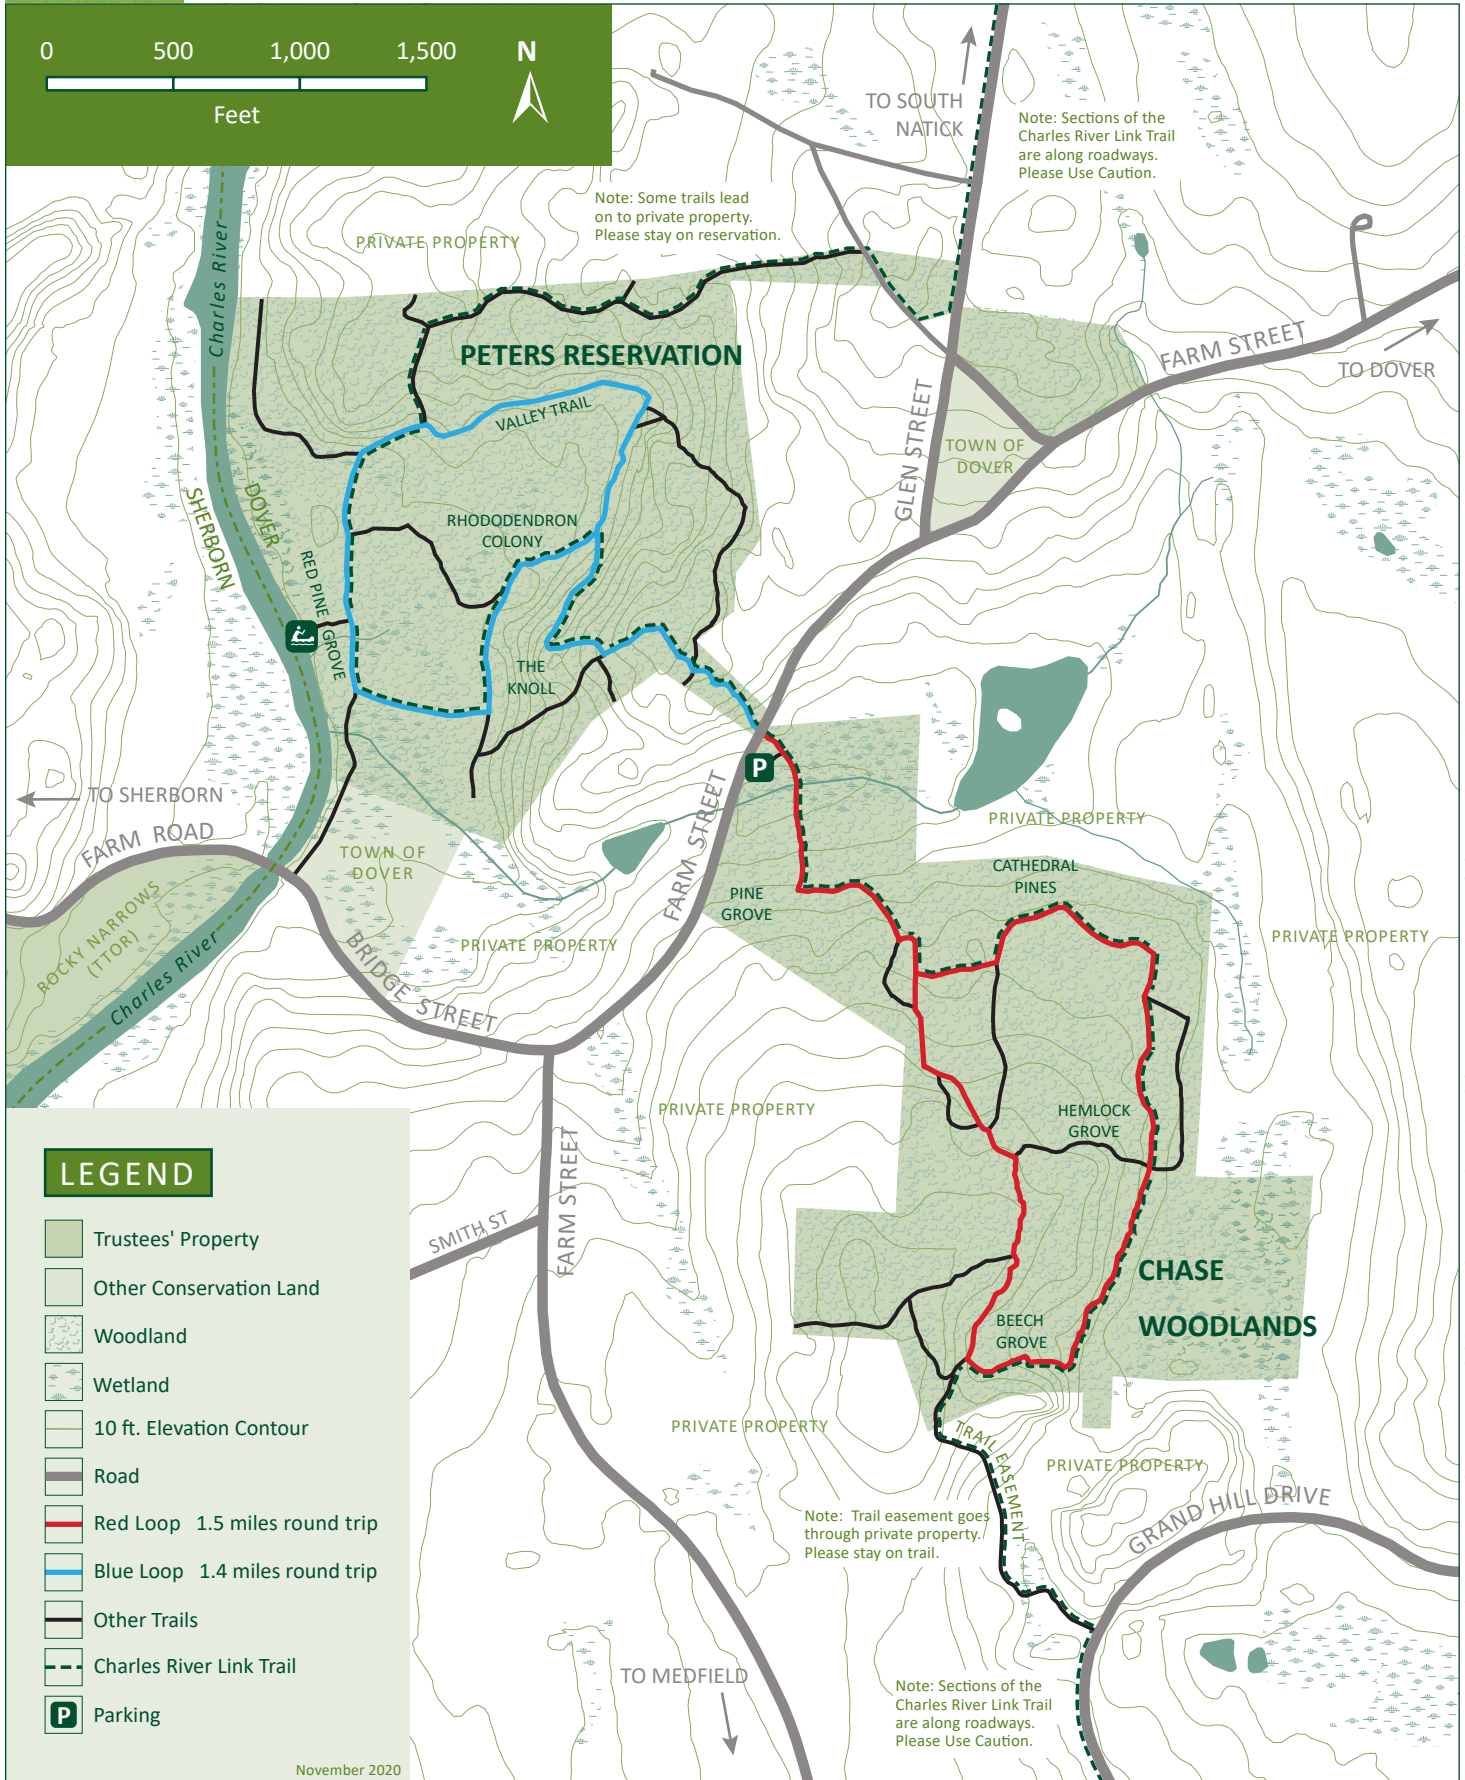 0 500 1,000 1,500
Feet
N
TO SOUTH
NATICK
Note: Sections of the
Charles River Link Trail
are along roadways.
Please Use Caution.
Note: Some trails lead
on to private property.
Please stay on reservation.
PRIVATE PROPERTY
Charles River
PETERS RESERVATION
FARM STREET
TO DOVER
VALLEY TRAIL
GLEN STREET
TOWN OF
DOVER
SHERBORN
DOVER
RHODODENDRON
COLONY
RED PINE
GROVE
THE
KNOLL
P
TO SHERBORN
FARM ROAD
FARM STREET
PRIVATE PROPERTY
TOWN OF
DOVER
CATHEDRAL
PINES
PINE
GROVE
ROCKY NARROWS
(TTOR)
Charles River
BRIDGE STREET
PRIVATE PROPERTY
PRIVATE PROPERTY
PRIVATE PROPERTY
HEMLOCK
GROVE
FARM STREET
SMITH ST
CHASE
WOODLANDS
BEECH
GROVE
PRIVATE PROPERTY
TRAIL EASEMENT
PRIVATE PROPERTY
GRAND HILL DRIVE
Note: Trail easement goes
through private property.
Please stay on trail.
TO MEDFIELD
Note: Sections of the
Charles River Link Trail
are along roadways.
Please Use Caution.
LEGEND
Trustees' Property
Other Conservation Land
Woodland
Wetland
10 ft. Elevation Contour
Road
Red Loop 1.5 miles round trip
Blue Loop 1.4 miles round trip
Other Trails
Charles River Link Trail
P Parking
November 2020